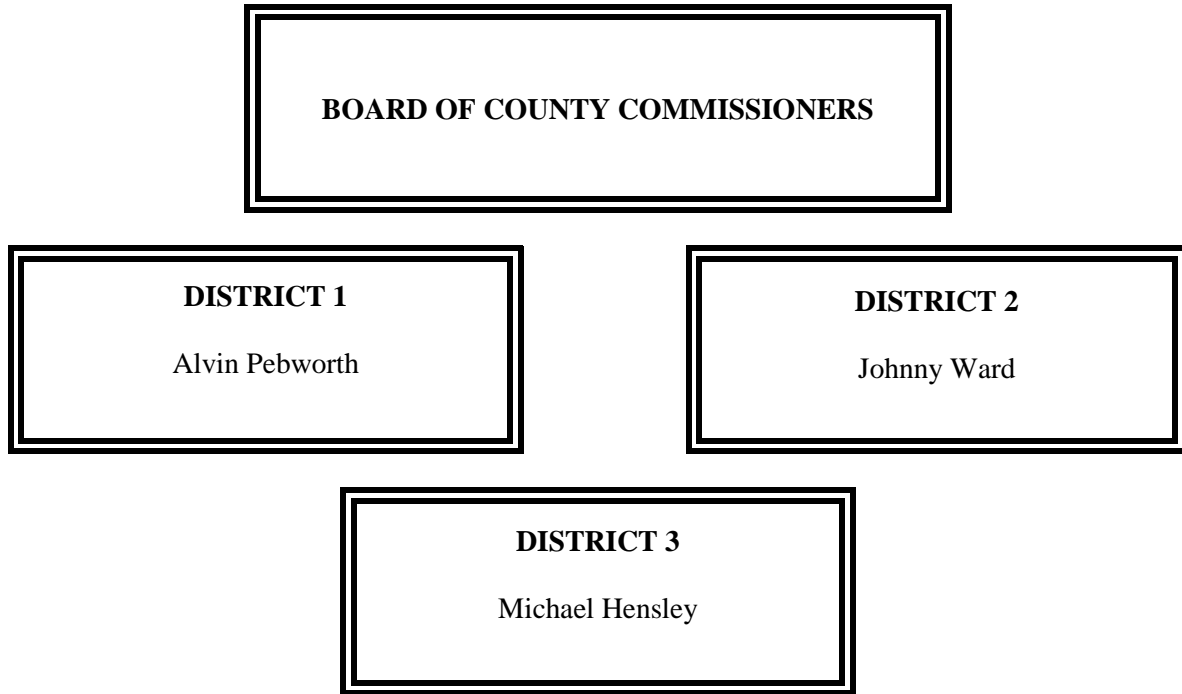 BOARD OF COUNTY COMMISSIONERS
DISTRICT 1
Alvin Pebworth
DISTRICT 2
Johnny Ward
DISTRICT 3
Michael Hensley